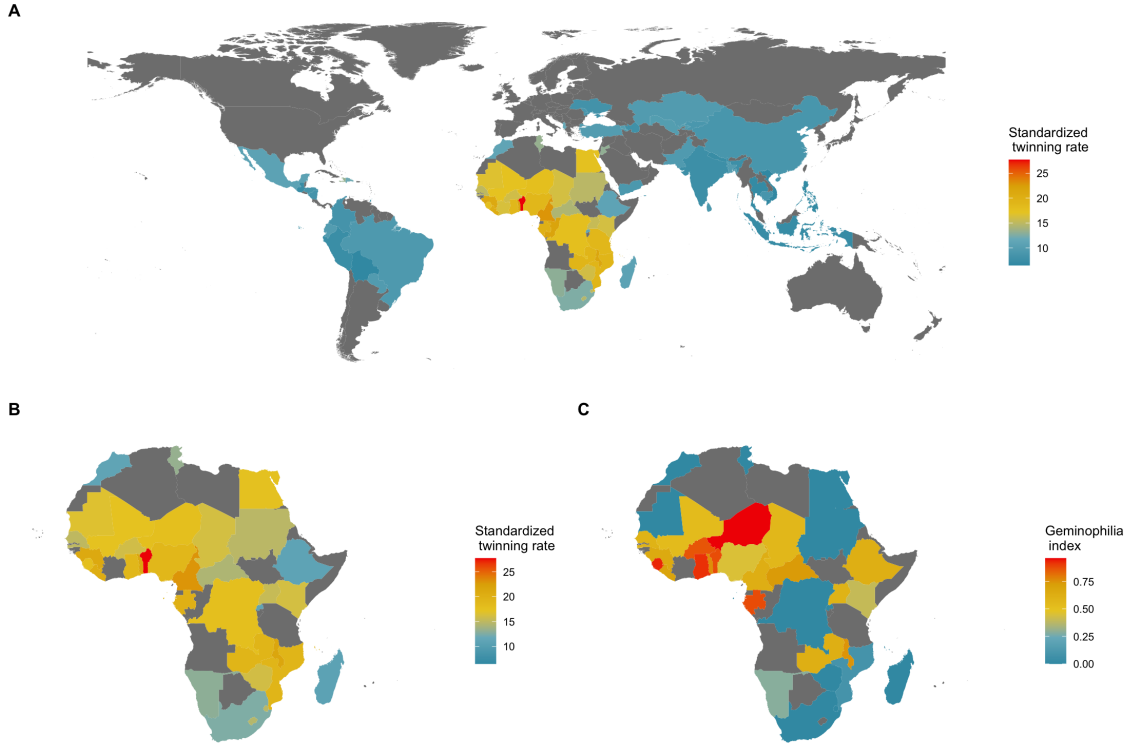 A
Standardized
twinning rate
25
20
15
10
B
C
Standardized
twinning rate
25
20
15
10
Geminophilia
index
0.75
0.50
0.25
0.00